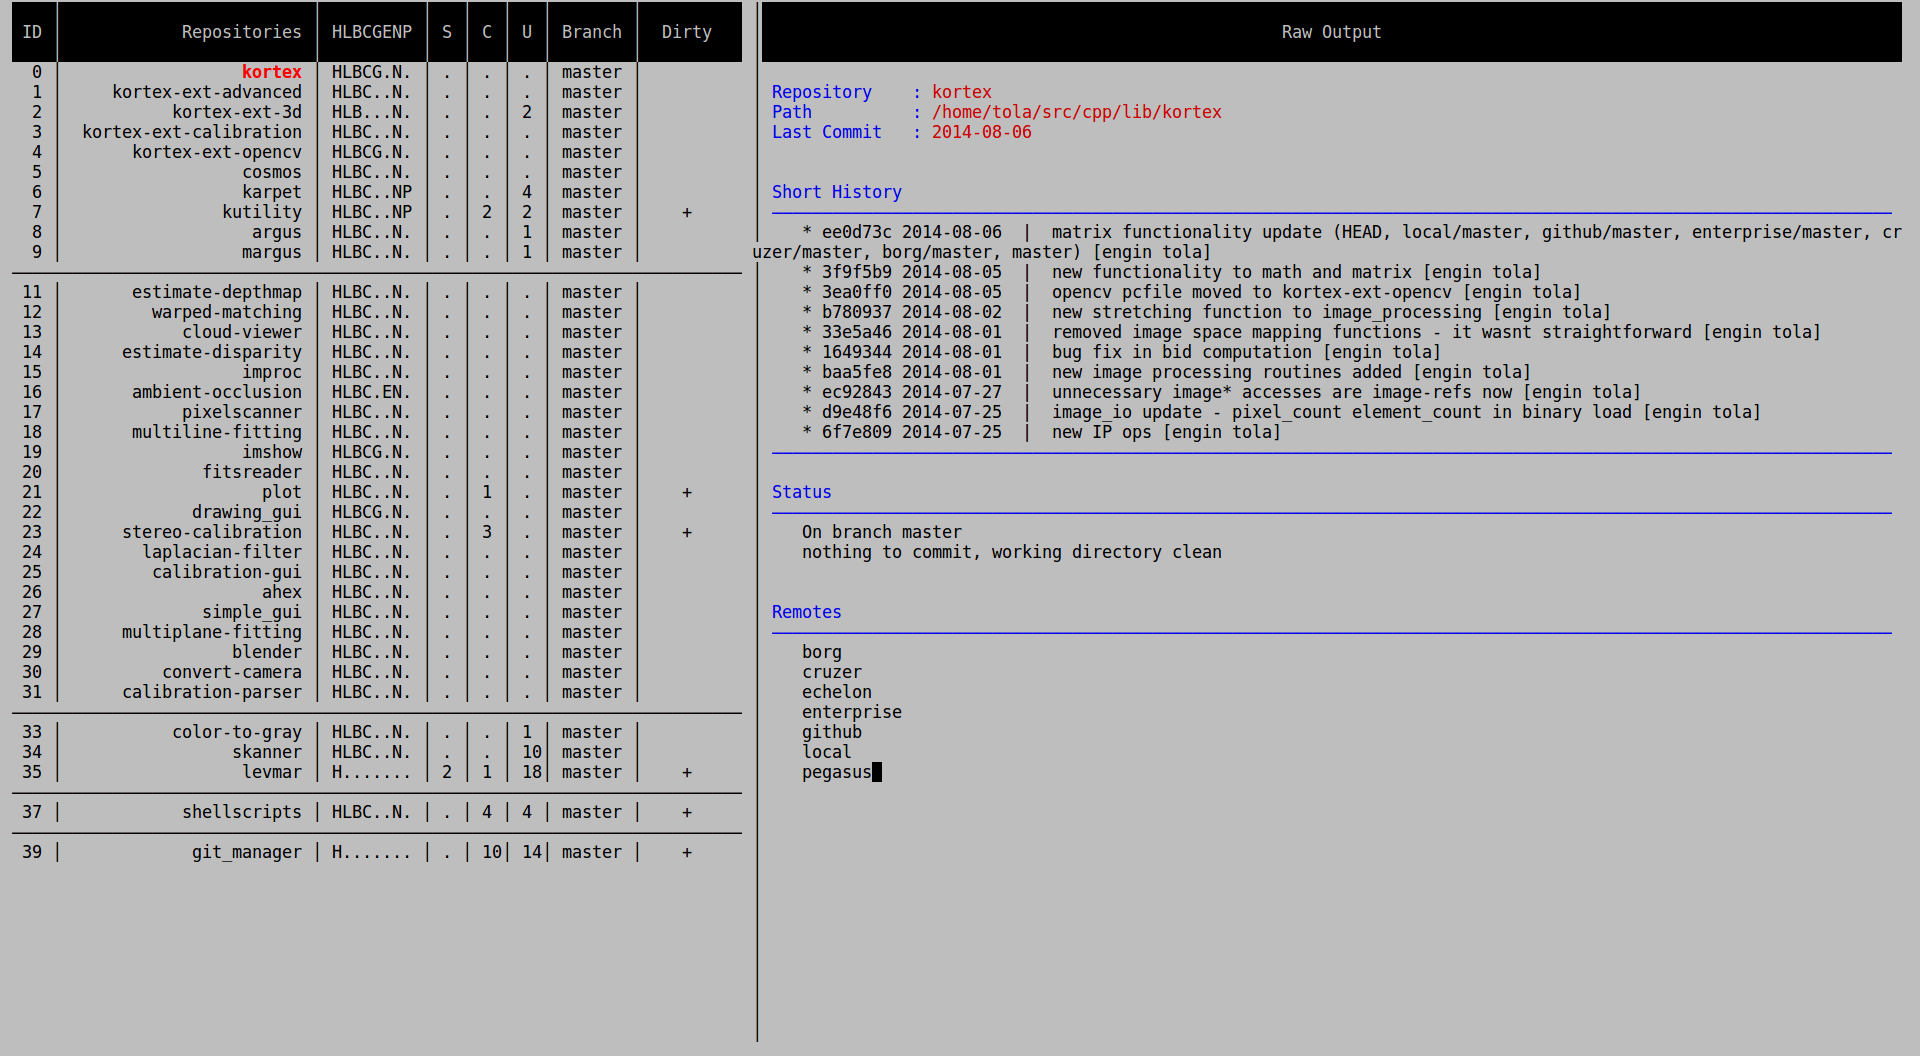 ID | Repositories | HLBCGENP | S | C | U | Branch | Dirty
0 | kortex | HLBCG.N. | . | . | . | master |
1 | kortex-ext-advanced | HLBC..N. | . | . | . | master |
2 | kortex-ext-3d | HLB...N. | . | . | 2 | master |
3 | kortex-ext-calibration | HLBC..N. | . | . | . | master |
4 | kortex-ext-opencv | HLBCG.N. | . | . | . | master |
5 | cosmos | HLBC..N. | . | . | . | master |
6 | karpet | HLBC..NP | . | . | 4 | master |
7 | kutility | HLBC..NP | . | 2 | 2 | master | +
8 | argus | HLBC..N. | . | . | 1 | master |
9 | margus | HLBC..N. | . | . | 1 | master |
11 | estimate-depthmap | HLBC..N. | . | . | . | master |
12 | warped-matching | HLBC..N. | . | . | . | master |
13 | cloud-viewer | HLBC..N. | . | . | . | master |
14 | estimate-disparity | HLBC..N. | . | . | . | master |
15 | improc | HLBC..N. | . | . | . | master |
16 | ambient-occlusion | HLBC.EN. | . | . | . | master |
17 | pixelscanner | HLBC..N. | . | . | . | master |
18 | multiline-fitting | HLBC..N. | . | . | . | master |
19 | imshow | HLBCG.N. | . | . | . | master |
20 | fitsreader | HLBC..N. | . | . | . | master |
21 | plot | HLBC..N. | . | 1 | . | master | +
22 | drawing_gui | HLBCG.N. | . | . | . | master |
23 | stereo-calibration | HLBC..N. | . | 3 | . | master | +
24 | laplacian-filter | HLBC..N. | . | . | . | master |
25 | calibration-gui | HLBC..N. | . | . | . | master |
26 | ahex | HLBC..N. | . | . | . | master |
27 | simple_gui | HLBC..N. | . | . | . | master |
28 | multiplane-fitting | HLBC..N. | . | . | . | master |
29 | blender | HLBC..N. | . | . | . | master |
30 | convert-camera | HLBC..N. | . | . | . | master |
31 | calibration-parser | HLBC..N. | . | . | . | master |
33 | color-to-gray | HLBC..N. | . | . | 1 | master |
34 | skanner | HLBC..N. | . | . | 10| master |
35 | levmar | H....... | 2 | 1 | 18| master | +
37 | shellscripts | HLBC..N. | . | 4 | 4 | master | +
39 | git_manager | H....... | . | 10| 14| master | +
Raw Output
Repository : kortex
Path : /home/tola/src/cpp/lib/kortex
Last Commit : 2014-08-06
Short History
* ee0d73c 2014-08-06 | matrix functionality update (HEAD, local/master, github/master, enterprise/master, cr
uzer/master, borg/master, master) [engin tola]
* 3f9f5b9 2014-08-05 | new functionality to math and matrix [engin tola]
* 3ea0ff0 2014-08-05 | opencv pcfile moved to kortex-ext-opencv [engin tola]
* b780937 2014-08-02 | new stretching function to image_processing [engin tola]
* 33e5a46 2014-08-01 | removed image space mapping functions - it wasnt straightforward [engin tola]
* 1649344 2014-08-01 | bug fix in bid computation [engin tola]
* baa5fe8 2014-08-01 | new image processing routines added [engin tola]
* ec92843 2014-07-27 | unnecessary image* accesses are image-refs now [engin tola]
* d9e48f6 2014-07-25 | image_io update - pixel_count element_count in binary load [engin tola]
* 6f7e809 2014-07-25 | new IP ops [engin tola]
Status
On branch master
nothing to commit, working directory clean
Remotes
borg
cruzer
echelon
enterprise
github
local
pegasus